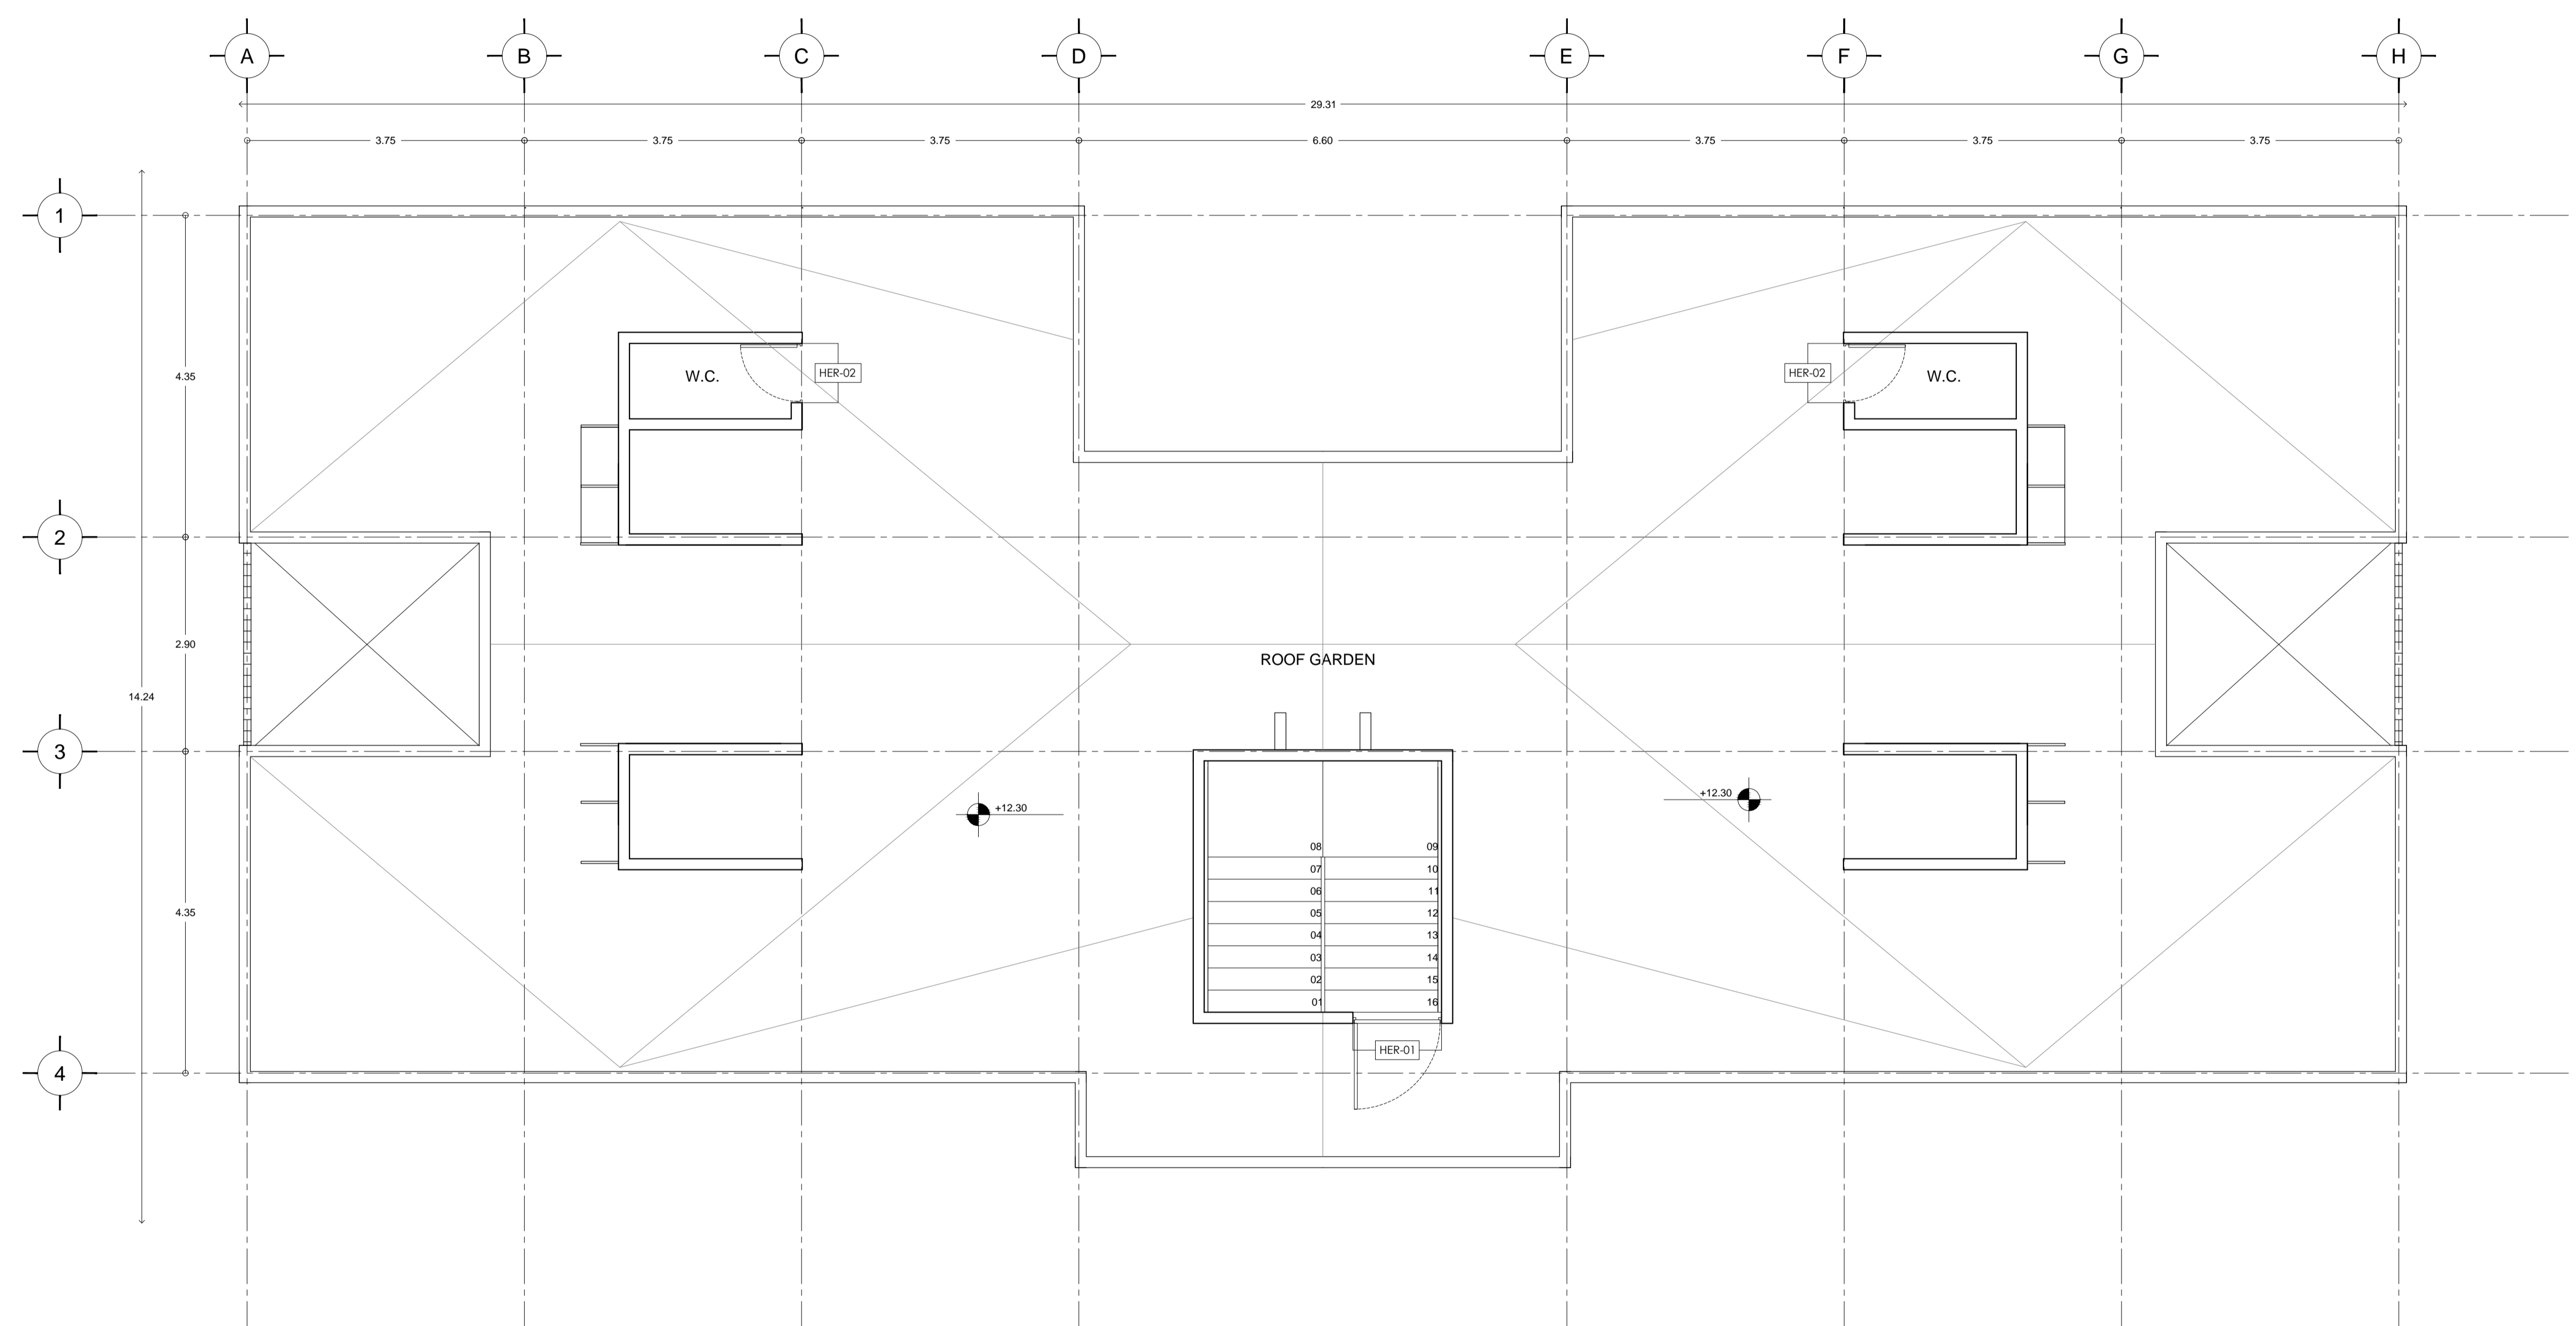 A B C D E F G H
29.31
3.75 3.75 3.75 6.60 3.75 3.75 3.75
1
4.35
W.C.
HER-02
HER-02
W.C.
2
2.90
ROOF GARDEN
14.24
3
+12.30
+12.30
08 09
07 10
06 11
4.35
05 12
04 13
03 14
02 15
01 16
HER-01
4